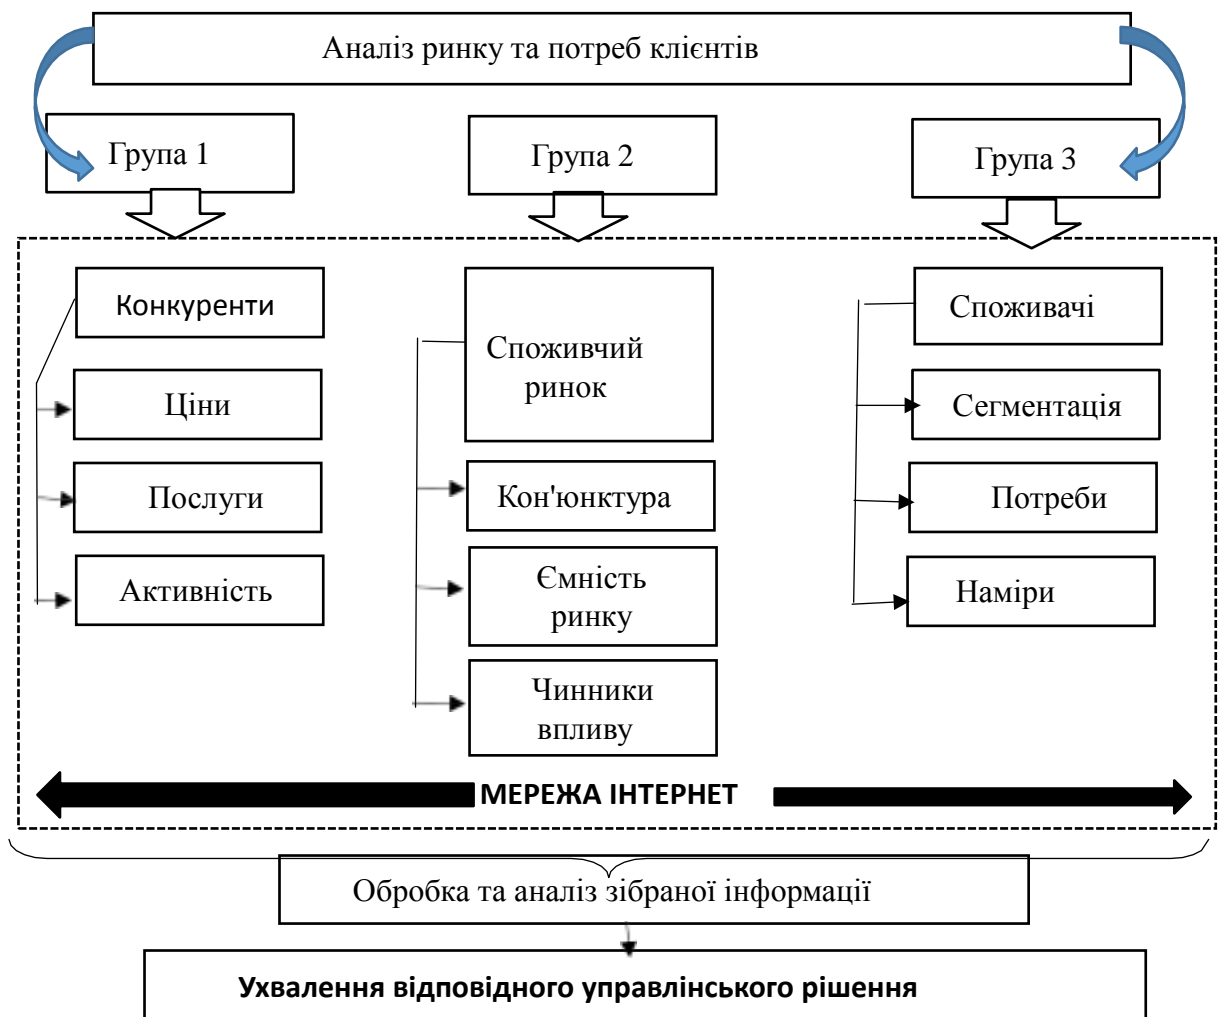 Аналіз ринку та потреб клієнтів
Група 1
Група 2
Група 3
Конкуренти
Ціни
Послуги
Активність
Споживчий
ринок
Кон'юнктура
Ємність
ринку
Чинники
впливу
Споживачі
Сегментація
Потреби
Наміри
МЕРЕЖА ІНТЕРНЕТ
Обробка та аналіз зібраної інформації
Ухвалення відповідного управлінського рішення